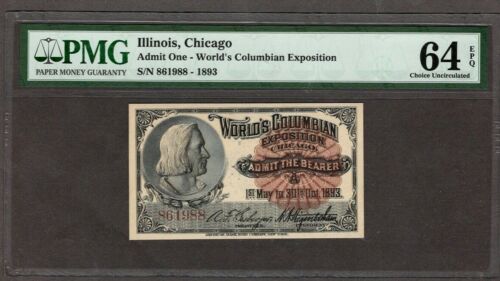 PMG
PAPER MONEY GUARANTY
Illinois, Chicago
Admit One - World's Columbian Exposition
S/N 861988 - 1893
64 EPQ
Choice Uncirculated
WORLD'S COLUMBIAN
EXPOSITION
CHICAGO
ADMIT THE BEARER
A
1ST May to 30TH Oct. 1893.
861988